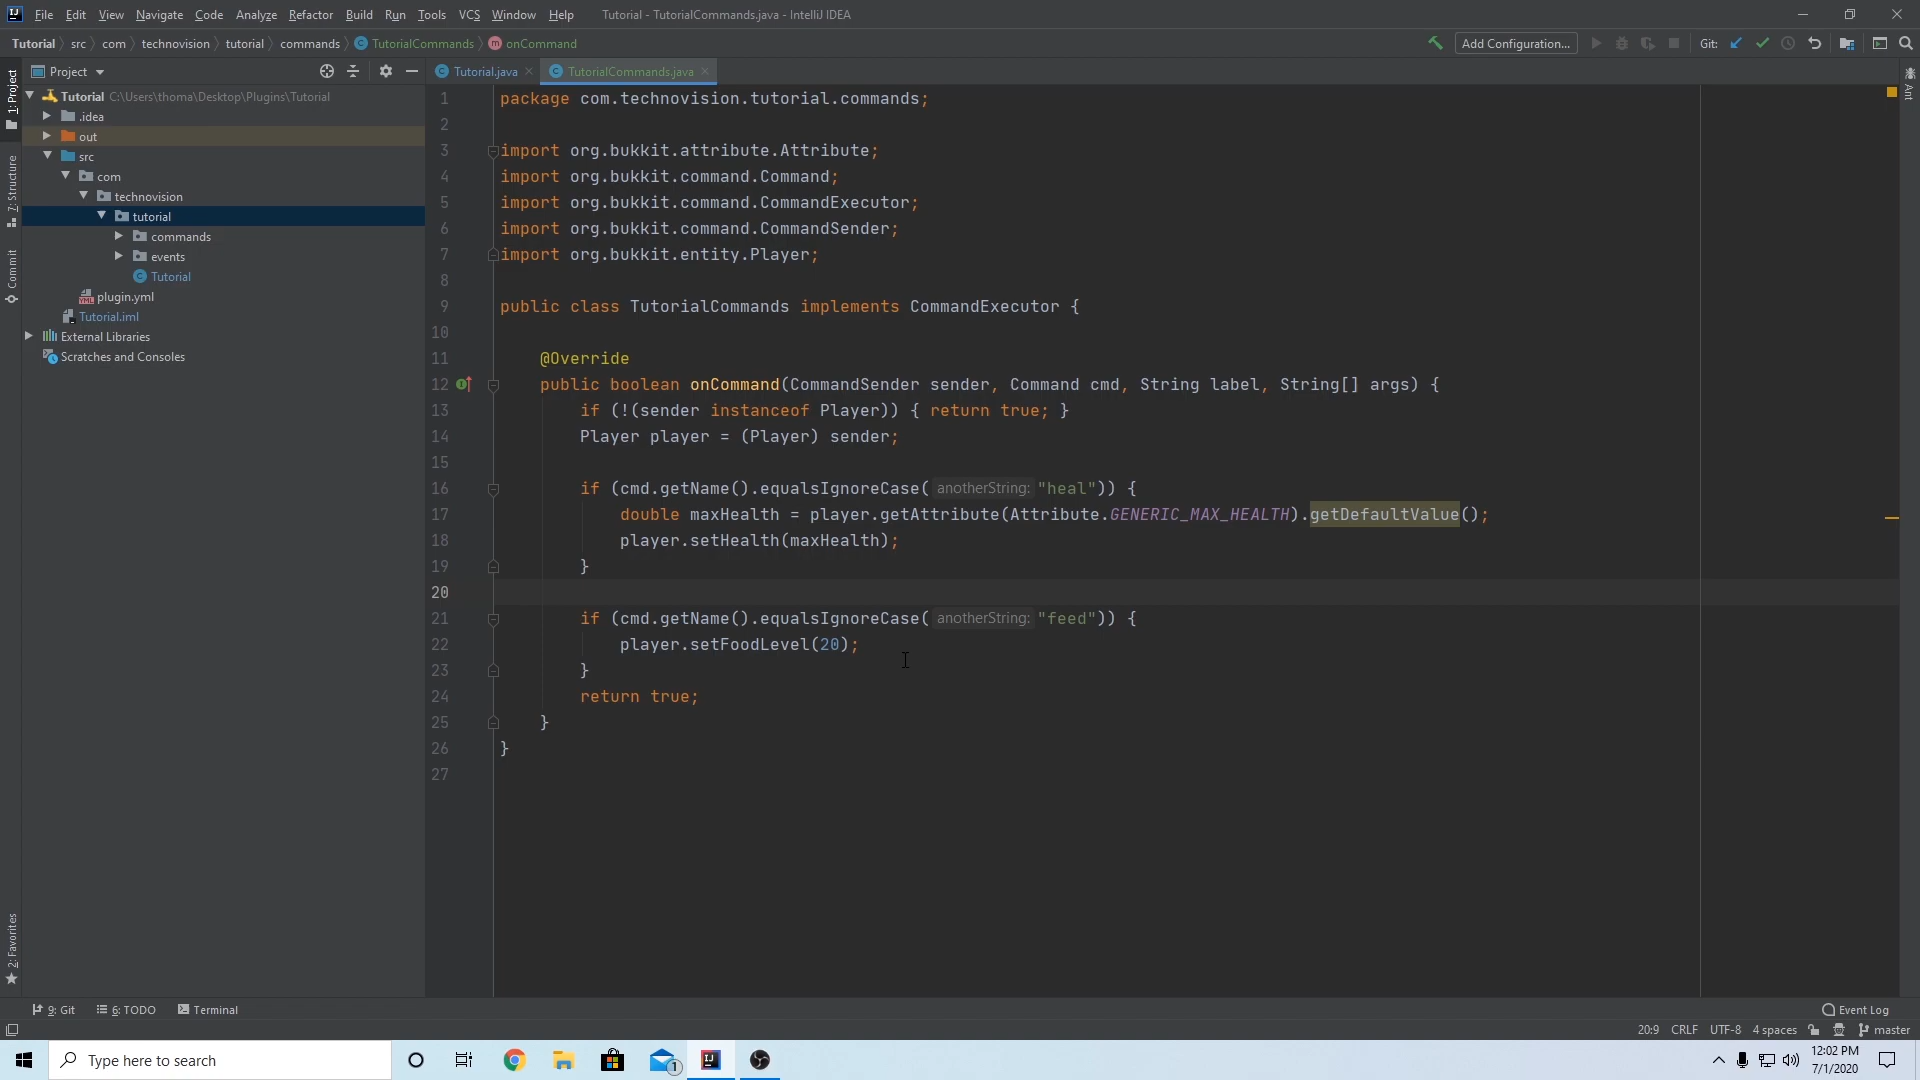 File Edit View Navigate Code Analyze Refactor Build Run Tools VCS Window Help Tutorial - TutorialCommands.java - IntelliJ IDEA
Tutorial src com technovision tutorial commands TutorialCommands onCommand Add Configuration... Git:
Project Tutorial.java TutorialCommands.java
1: Project
7: Structure
Commit
2: Favorites
Ant
Tutorial C:\Users\thoma\Desktop\Plugins\Tutorial
.idea
out
src
com
technovision
tutorial
commands
events
Tutorial
plugin.yml
Tutorial.iml
External Libraries
Scratches and Consoles
1 package com.technovision.tutorial.commands;
2
3 import org.bukkit.attribute.Attribute;
4 import org.bukkit.command.Command;
5 import org.bukkit.command.CommandExecutor;
6 import org.bukkit.command.CommandSender;
7 import org.bukkit.entity.Player;
8
9 public class TutorialCommands implements CommandExecutor {
10
11 @Override
12 public boolean onCommand(CommandSender sender, Command cmd, String label, String[] args) {
13 if (!(sender instanceof Player)) { return true; }
14 Player player = (Player) sender;
15
16 if (cmd.getName().equalsIgnoreCase( anotherString: "heal")) {
17 double maxHealth = player.getAttribute(Attribute.GENERIC_MAX_HEALTH).getDefaultValue();
18 player.setHealth(maxHealth);
19 }
20
21 if (cmd.getName().equalsIgnoreCase( anotherString: "feed")) {
22 player.setFoodLevel(20);
23 }
24 return true;
25 }
26 }
27
9: Git 6: TODO Terminal Event Log
20:9 CRLF UTF-8 4 spaces master
Type here to search 1 12:02 PM
7/1/2020